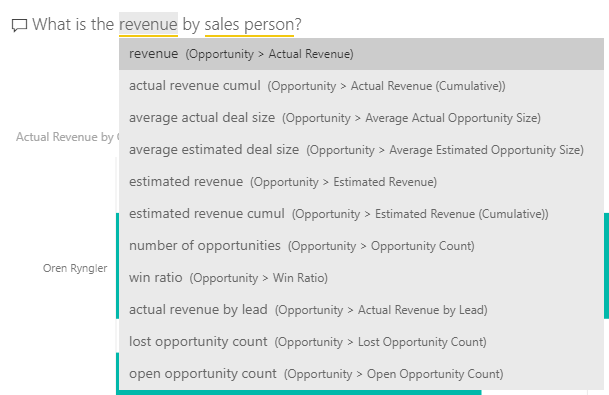 What is the revenue by sales person?
revenue (Opportunity > Actual Revenue)
actual revenue cumul (Opportunity > Actual Revenue (Cumulative))
average actual deal size (Opportunity > Average Actual Opportunity Size)
Actual Revenue by
average estimated deal size (Opportunity > Average Estimated Opportunity Size)
estimated revenue (Opportunity > Estimated Revenue)
estimated revenue cumul (Opportunity > Estimated Revenue (Cumulative))
number of opportunities (Opportunity > Opportunity Count)
Oren Ryngler
win ratio (Opportunity > Win Ratio)
actual revenue by lead (Opportunity > Actual Revenue by Lead)
lost opportunity count (Opportunity > Lost Opportunity Count)
open opportunity count (Opportunity > Open Opportunity Count)